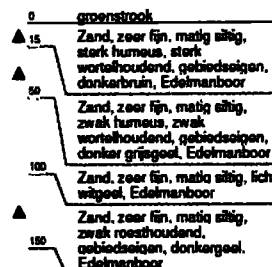 0 groenstrook
15 Zand, zeer fijn, matig siltig,
sterk humeus, sterk
wortelhoudend, gebiedseigen,
donkerbruin, Edelmanboor
50 Zand, zeer fijn, matig siltig,
zwak humeus, zwak
wortelhoudend, gebiedseigen,
donker grijsgeel, Edelmanboor
100 Zand, zeer fijn, matig siltig, lich
witgeel, Edelmanboor
Zand, zeer fijn, matig siltig,
zwak roesthoudend,
150 gebiedseigen, donkergeel,
Edelmanboor